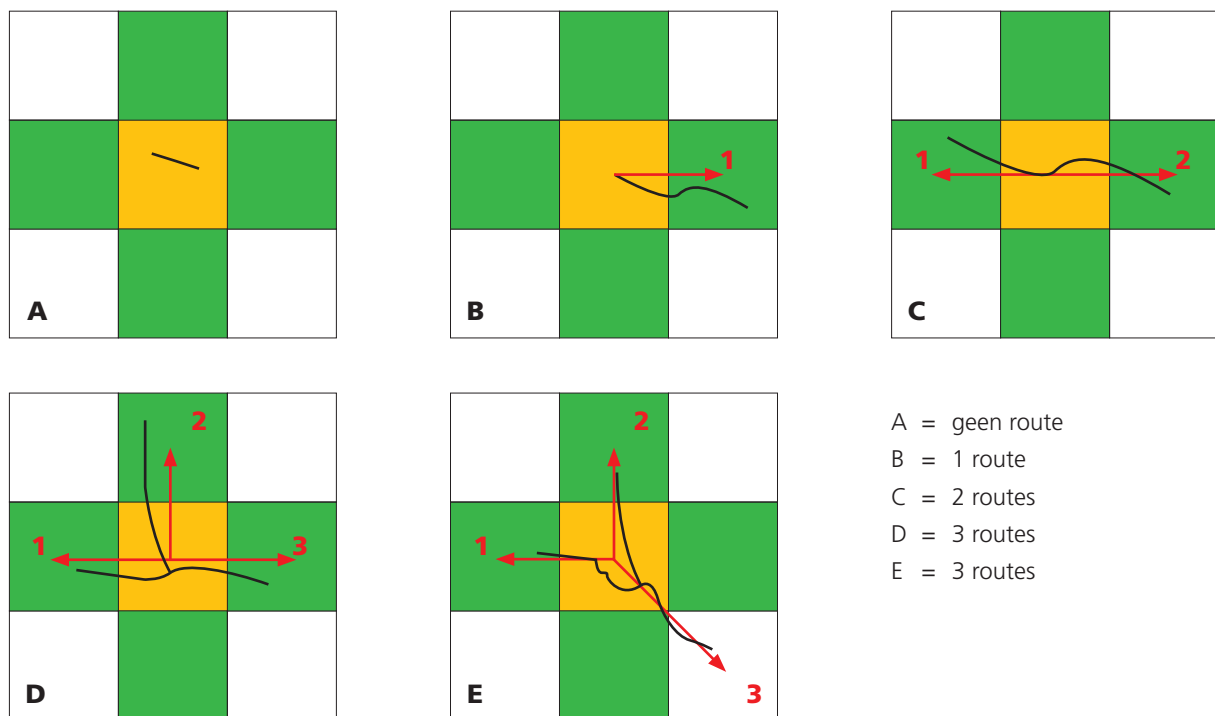 A
1
B
1
2
C
1
2
3
D
1
2
3
E
A = geen route
B = 1 route
C = 2 routes
D = 3 routes
E = 3 routes